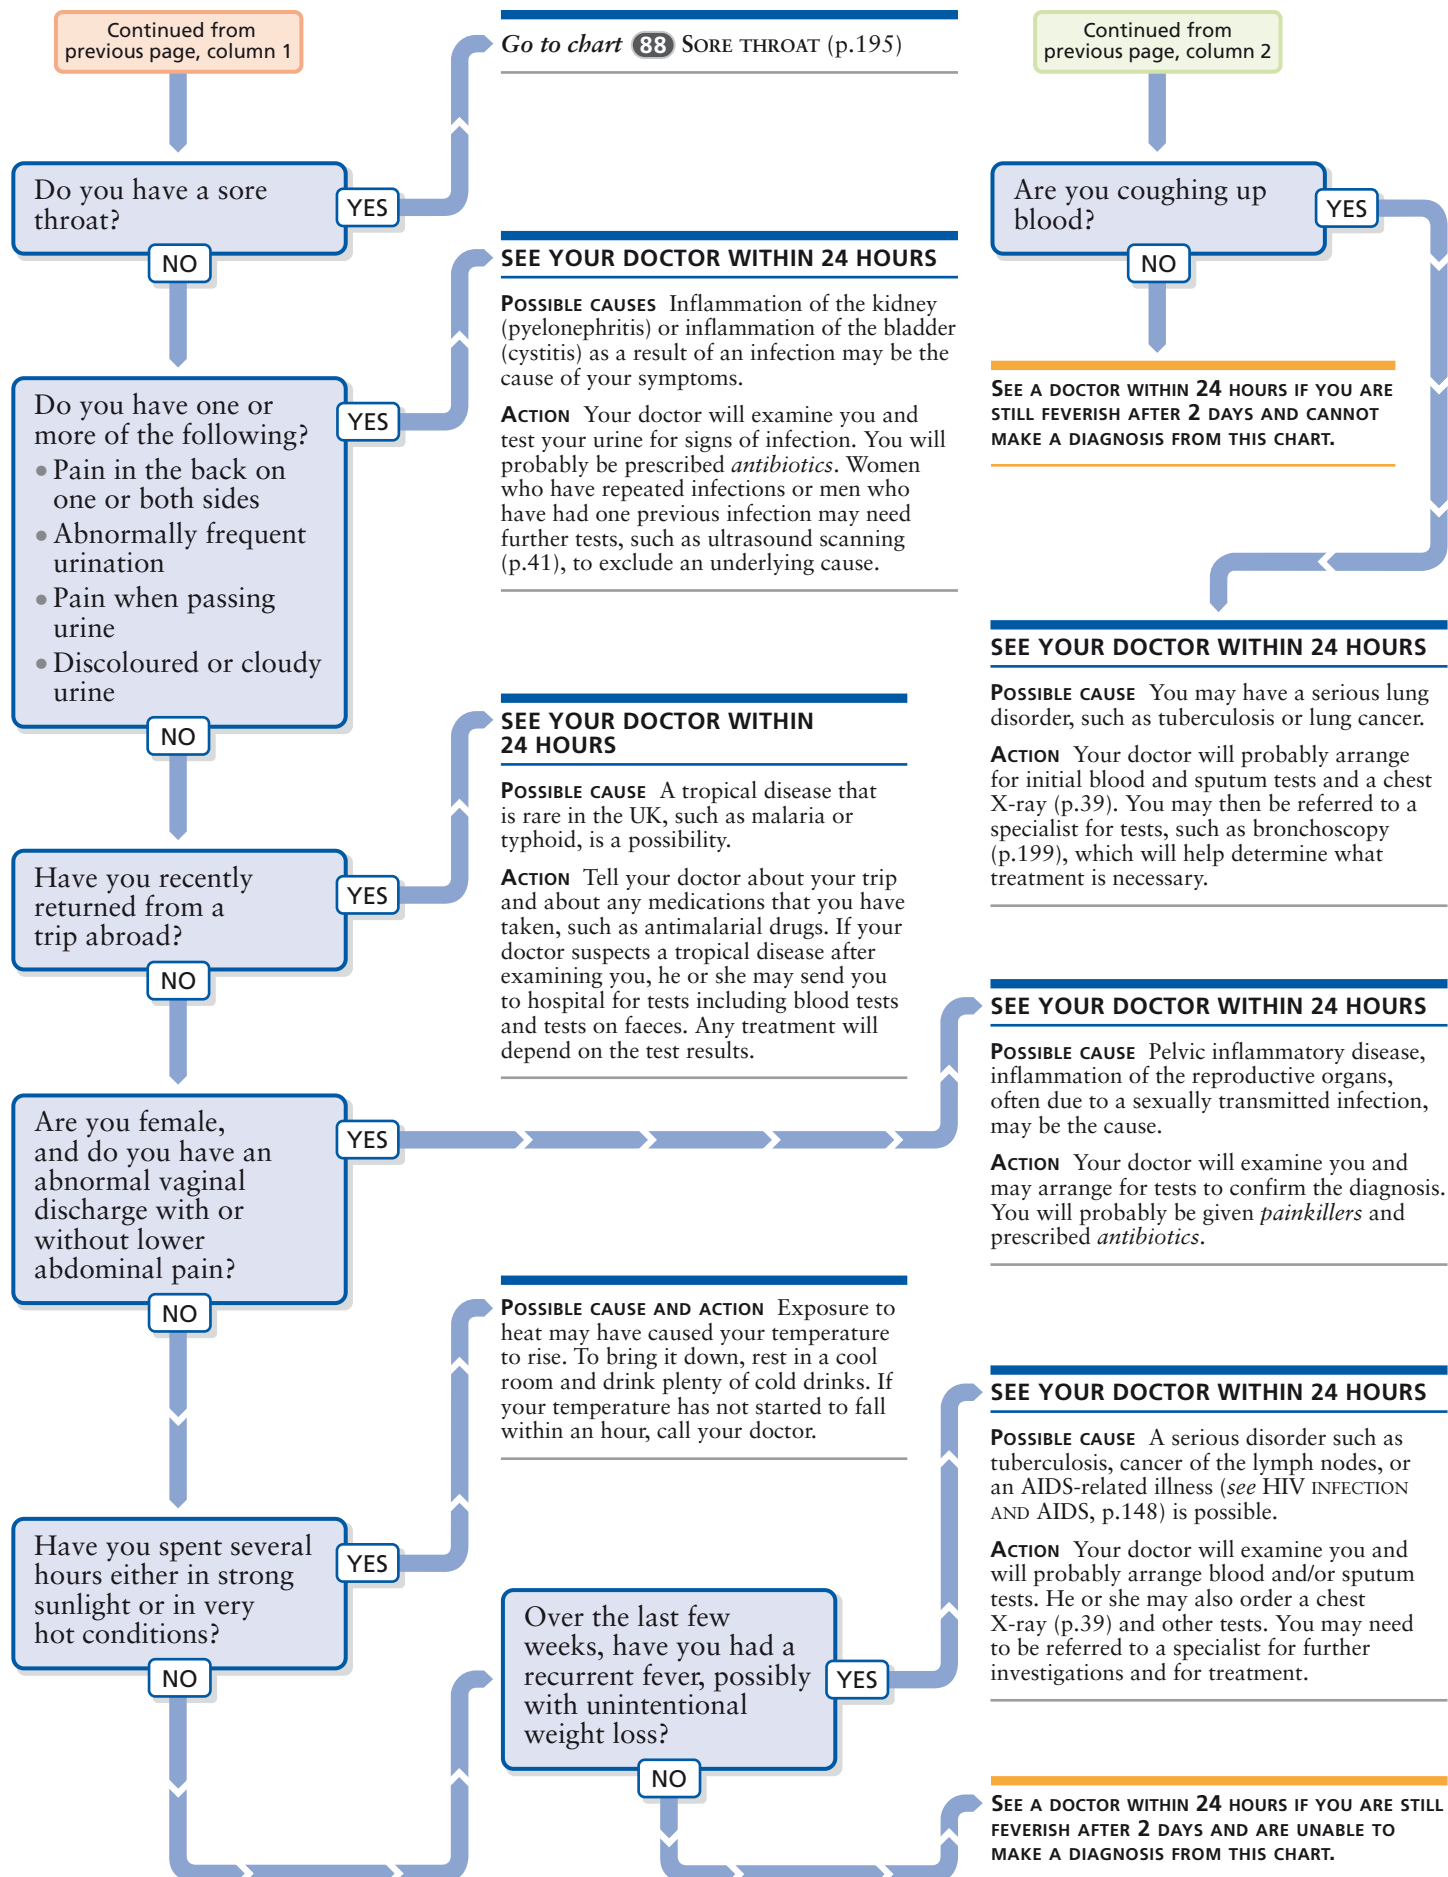 Continued from
previous page, column 1
Go to chart 88 SORE THROAT (p.195)
Do you have a sore
throat?
YES
NO
SEE YOUR DOCTOR WITHIN 24 HOURS
POSSIBLE CAUSES Inflammation of the kidney
(pyelonephritis) or inflammation of the bladder
(cystitis) as a result of an infection may be the
cause of your symptoms.
ACTION Your doctor will examine you and
test your urine for signs of infection. You will
probably be prescribed antibiotics. Women
who have repeated infections or men who
have had one previous infection may need
further tests, such as ultrasound scanning
(p.41), to exclude an underlying cause.
Do you have one or
more of the following?
• Pain in the back on
one or both sides
• Abnormally frequent
urination
• Pain when passing
urine
• Discoloured or cloudy
urine
YES
NO
SEE YOUR DOCTOR WITHIN
24 HOURS
POSSIBLE CAUSE A tropical disease that
is rare in the UK, such as malaria or
typhoid, is a possibility.
ACTION Tell your doctor about your trip
and about any medications that you have
taken, such as antimalarial drugs. If your
doctor suspects a tropical disease after
examining you, he or she may send you
to hospital for tests including blood tests
and tests on faeces. Any treatment will
depend on the test results.
Have you recently
returned from a
trip abroad?
YES
NO
Are you female,
and do you have an
abnormal vaginal
discharge with or
without lower
abdominal pain?
YES
NO
POSSIBLE CAUSE AND ACTION Exposure to
heat may have caused your temperature
to rise. To bring it down, rest in a cool
room and drink plenty of cold drinks. If
your temperature has not started to fall
within an hour, call your doctor.
Have you spent several
hours either in strong
sunlight or in very
hot conditions?
YES
NO
Over the last few
weeks, have you had a
recurrent fever, possibly
with unintentional
weight loss?
YES
NO
Continued from
previous page, column 2
Are you coughing up
blood?
YES
NO
SEE A DOCTOR WITHIN 24 HOURS IF YOU ARE
STILL FEVERISH AFTER 2 DAYS AND CANNOT
MAKE A DIAGNOSIS FROM THIS CHART.
SEE YOUR DOCTOR WITHIN 24 HOURS
POSSIBLE CAUSE You may have a serious lung
disorder, such as tuberculosis or lung cancer.
ACTION Your doctor will probably arrange
for initial blood and sputum tests and a chest
X-ray (p.39). You may then be referred to a
specialist for tests, such as bronchoscopy
(p.199), which will help determine what
treatment is necessary.
SEE YOUR DOCTOR WITHIN 24 HOURS
POSSIBLE CAUSE Pelvic inflammatory disease,
inflammation of the reproductive organs,
often due to a sexually transmitted infection,
may be the cause.
ACTION Your doctor will examine you and
may arrange for tests to confirm the diagnosis.
You will probably be given painkillers and
prescribed antibiotics.
SEE YOUR DOCTOR WITHIN 24 HOURS
POSSIBLE CAUSE A serious disorder such as
tuberculosis, cancer of the lymph nodes, or
an AIDS-related illness (see HIV INFECTION
AND AIDS, p.148) is possible.
ACTION Your doctor will examine you and
will probably arrange blood and/or sputum
tests. He or she may also order a chest
X-ray (p.39) and other tests. You may need
to be referred to a specialist for further
investigations and for treatment.
SEE A DOCTOR WITHIN 24 HOURS IF YOU ARE STILL
FEVERISH AFTER 2 DAYS AND ARE UNABLE TO
MAKE A DIAGNOSIS FROM THIS CHART.